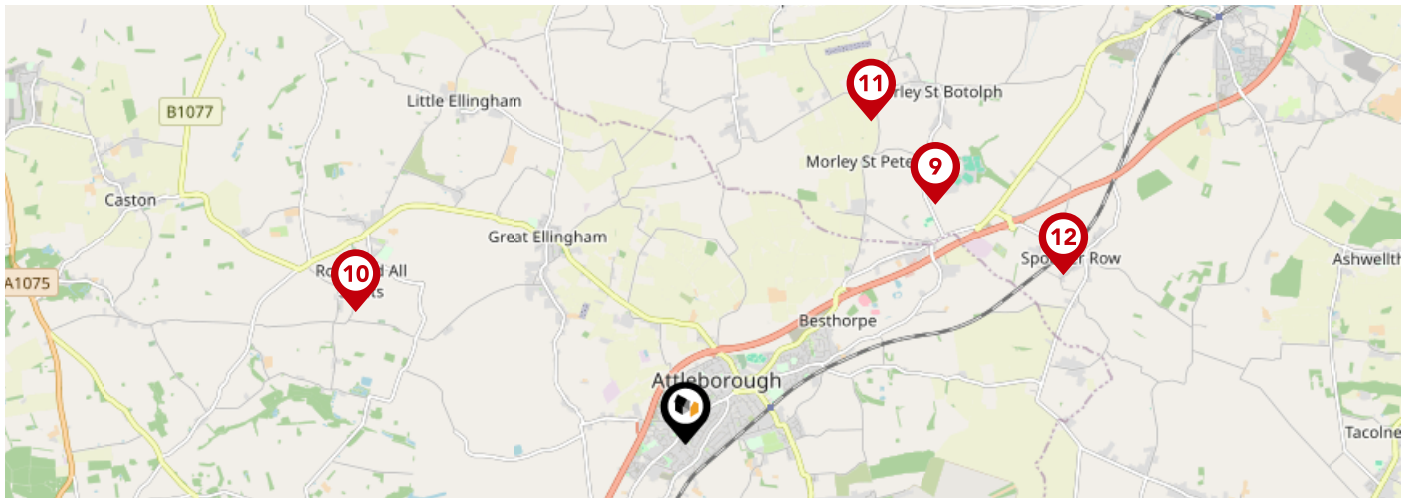 11
rley St Botolph
Little Ellingham
B1077
Morley St Pete
9
Caston
Great Ellingham
12
Spo er Row
10
Ro d All
ts
A1075
Ashwellth
Besthorpe
Attleborough
Tacolne